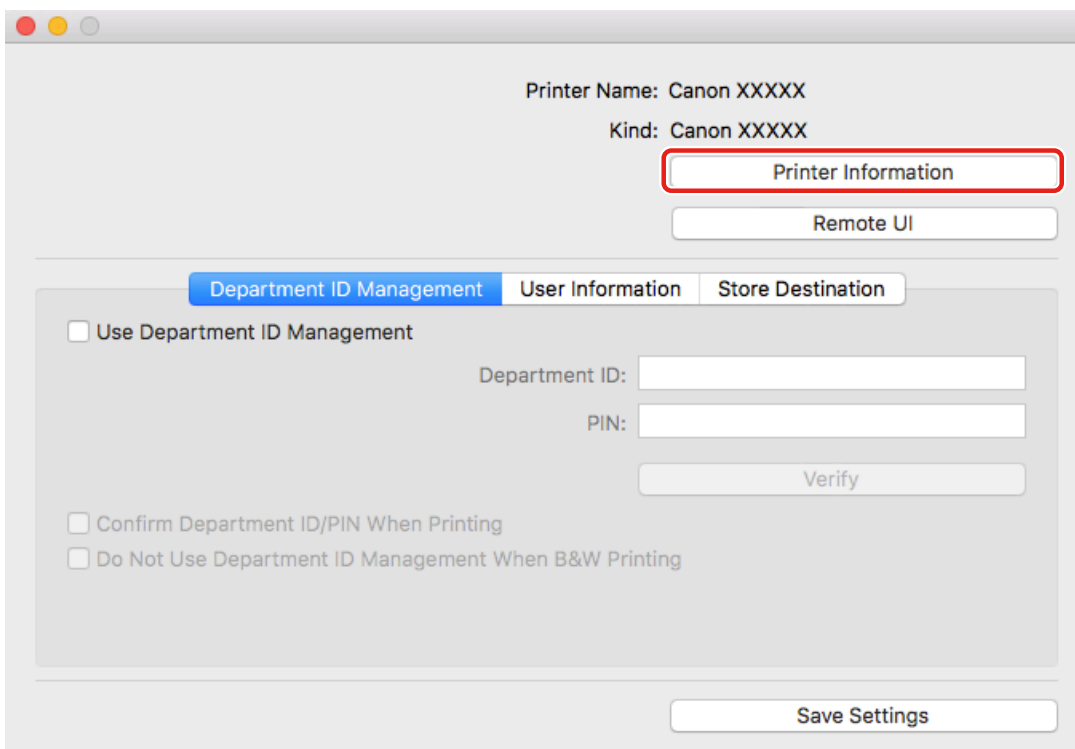 Printer Name: Canon XXXXX
Kind: Canon XXXXX
Printer Information
Remote UI
Department ID Management User Information Store Destination
Use Department ID Management
Department ID:
PIN:
Verify
Confirm Department ID/PIN When Printing
Do Not Use Department ID Management When B&W Printing
Save Settings